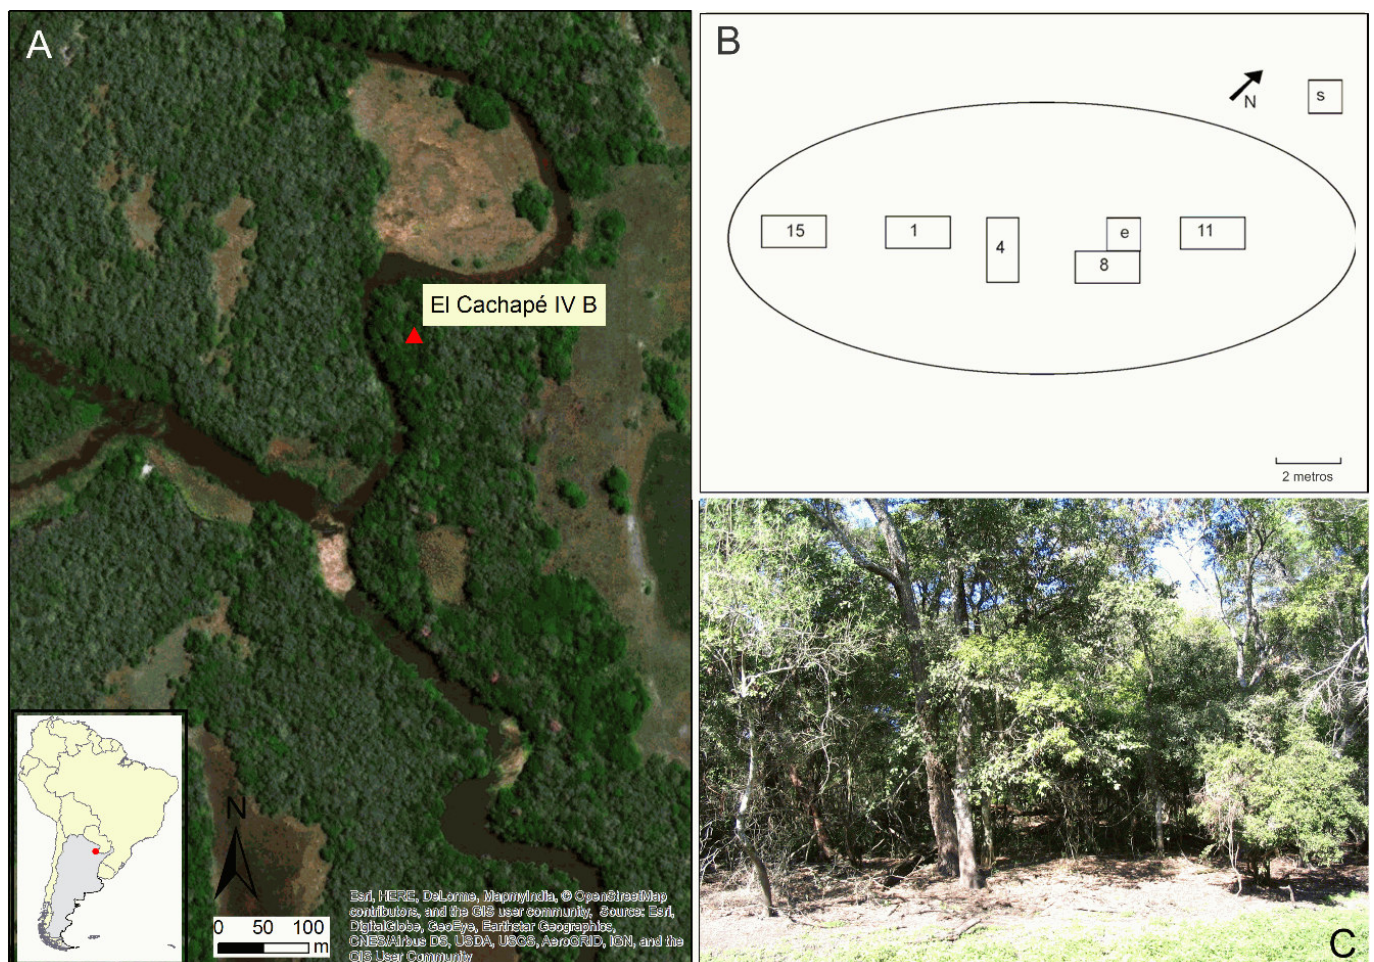 A
El Cachapé IV B
N
0 50 100
m
Esri, HERE, DeLorme, MapmyIndia, © OpenStreetMap
contributors, and the GIS user community, Source: Esri,
DigitalGlobe, GeoEye, Earthstar Geographics,
CNES/Airbus DS, USDA, USGS, AeroGRID, IGN, and the
GIS User Community
B
N
s
15
1
4
e
8
11
2 metros
C